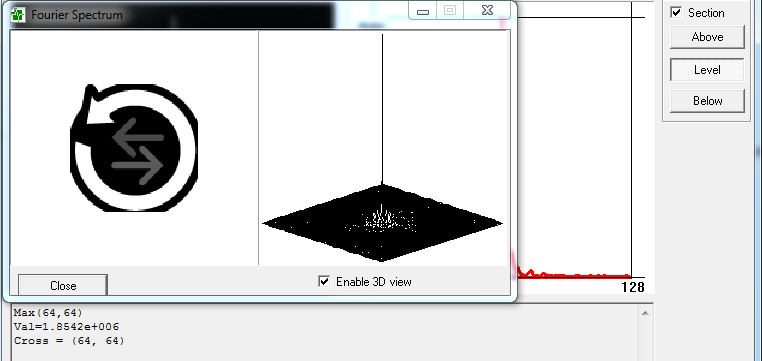 Fourier Spectrum
Section
Above
Level
Below
Close
Enable 3D view
128
Max(64,64)
Val=1.8542e+006
Cross = (64, 64)